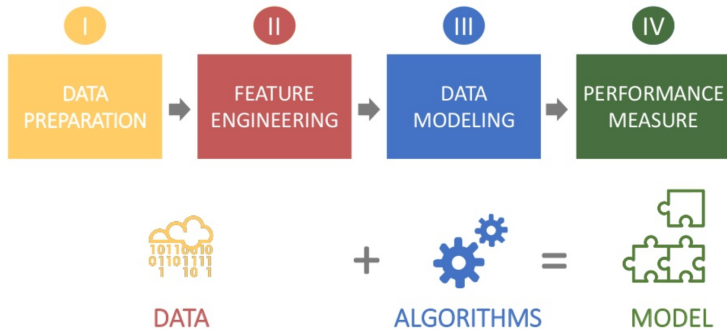 I
II
III
IV
DATA
PREPARATION
FEATURE
ENGINEERING
DATA
MODELING
PERFORMANCE
MEASURE
10110010
01101111
1 10 1
+
=
DATA
ALGORITHMS
MODEL